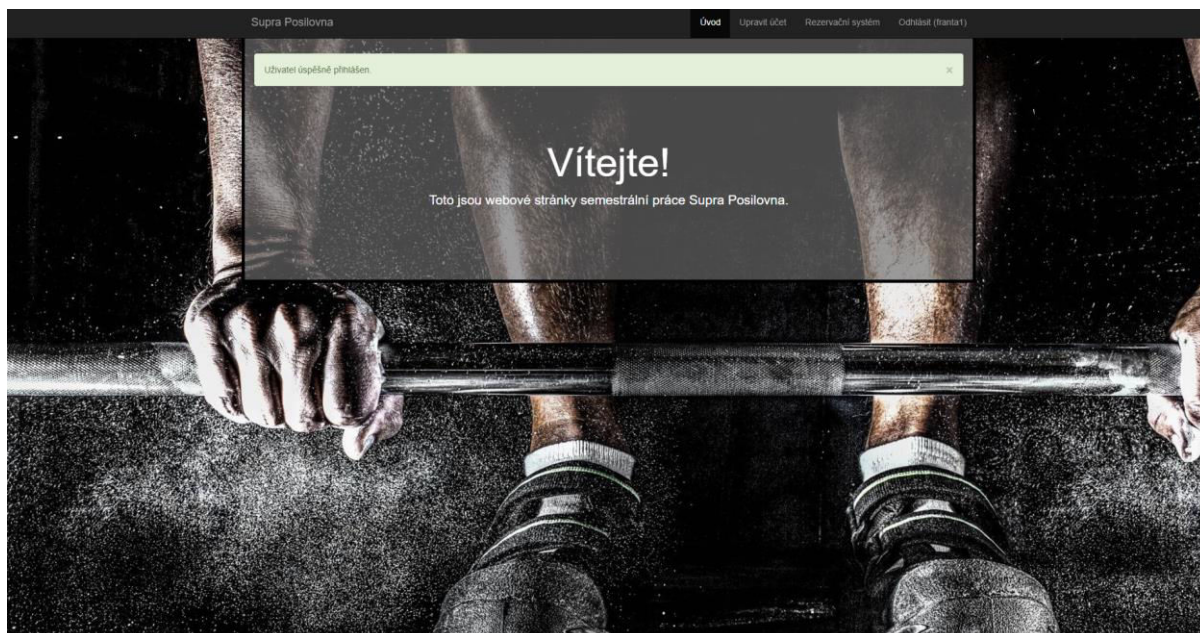 Supra Posilovna
Úvod Upravit účet Rezervační systém Odhlásit (franta1)
Uživatel úspěšně přihlášen. ×
Vítejte!
Toto jsou webové stránky semestrální práce Supra Posilovna.